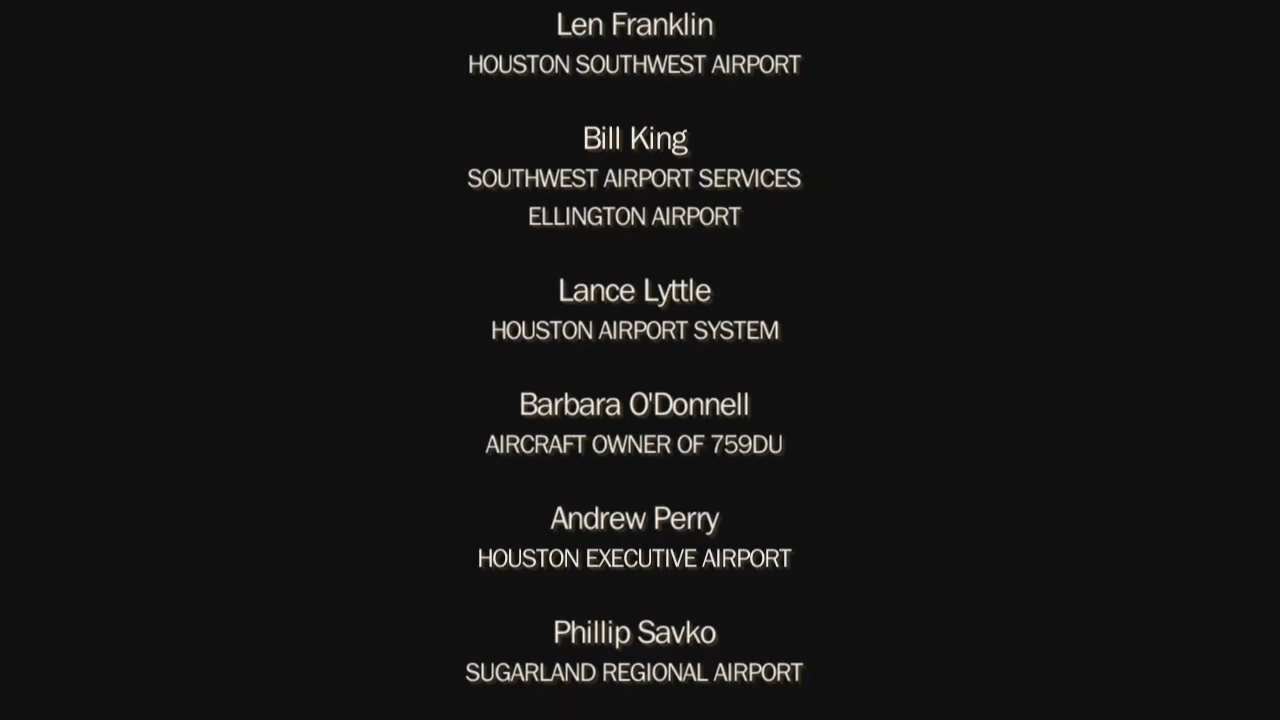 Len Franklin
HOUSTON SOUTHWEST AIRPORT
Bill King
SOUTHWEST AIRPORT SERVICES
ELLINGTON AIRPORT
Lance Lyttle
HOUSTON AIRPORT SYSTEM
Barbara O'Donnell
AIRCRAFT OWNER OF 759DU
Andrew Perry
HOUSTON EXECUTIVE AIRPORT
Phillip Savko
SUGARLAND REGIONAL AIRPORT